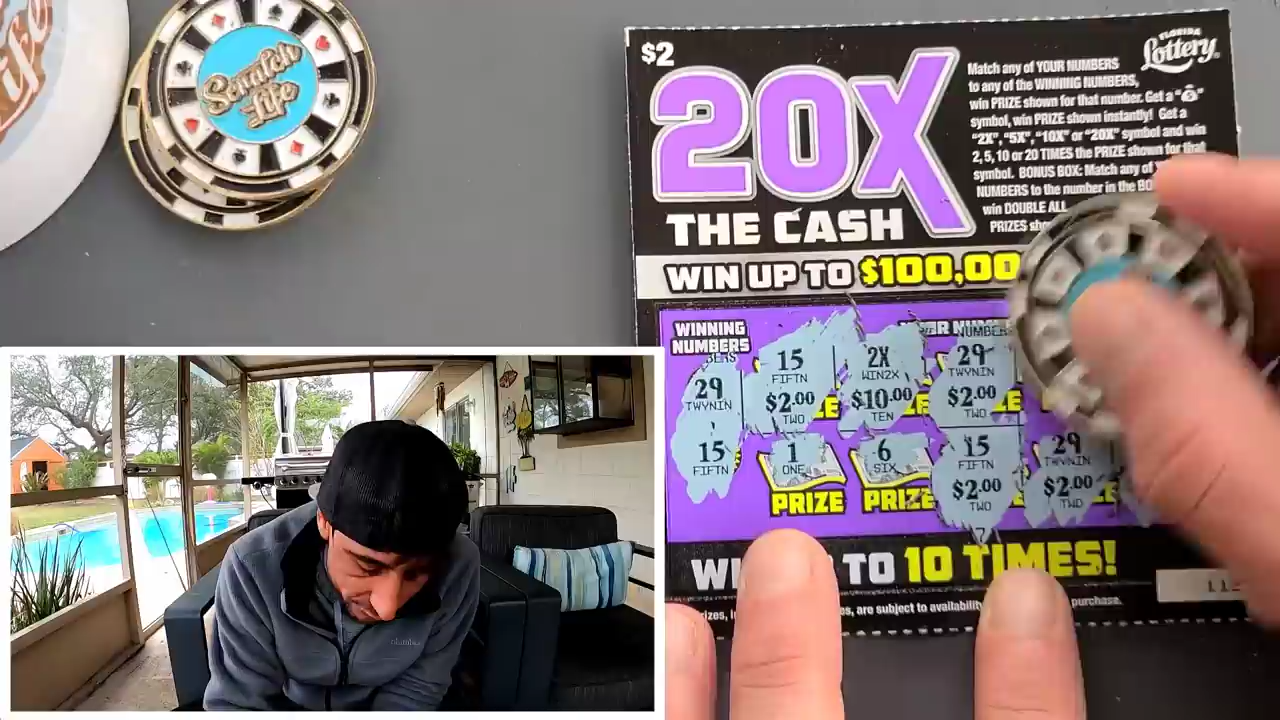 Scratch
Life
$2
20X
THE CASH
WIN UP TO $100,00
FLORIDA
Lottery
Match any of YOUR NUMBERS
to any of the WINNING NUMBERS,
win PRIZE shown for that number. Get a "
symbol, win PRIZE shown instantly! Get a
"2X", "5X", "10X" or "20X" symbol and win
2, 5, 10 or 20 TIMES the PRIZE shown for that
symbol. BONUS BOX: Match any of
NUMBERS to the number in the
win DOUBLE ALL
PRIZES
WINNING
NUMBERS
29
TWYNIN
15
FIFTN
15
FIFTN
$2.00
TWO
2X
WIN2X
$10.00
TEN
29
TWYNIN
$2.00
TWO
1
ONE
PRIZE
6
SIX
PRIZE
15
FIFTN
$2.00
TWO
29
TWYNIN
$2.00
TWO
TO 10 TIMES!
are subject to availability
purchase.
columbia